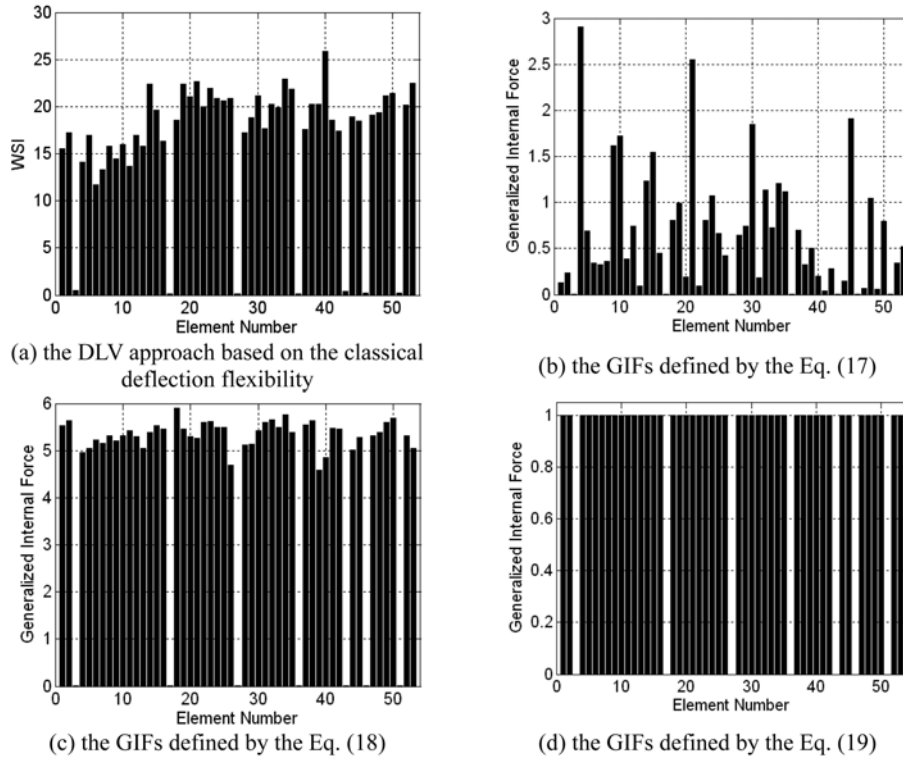 30
25
20
15
10
5
0
WSI
0 10 20 30 40 50
Element Number
(a) the DLV approach based on the classical
deflection flexibility
3
2.5
2
1.5
1
0.5
0
Generalized Internal Force
0 10 20 30 40 50
Element Number
(b) the GIFs defined by the Eq. (17)
6
5
5
4
3
2
1
0
Generalized Internal Force
0 10 20 30 40 50
Element Number
(c) the GIFs defined by the Eq. (18)
1
0.8
0.6
0.4
0.2
0
Generalized Internal Force
0 10 20 30 40 50
Element Number
(d) the GIFs defined by the Eq. (19)